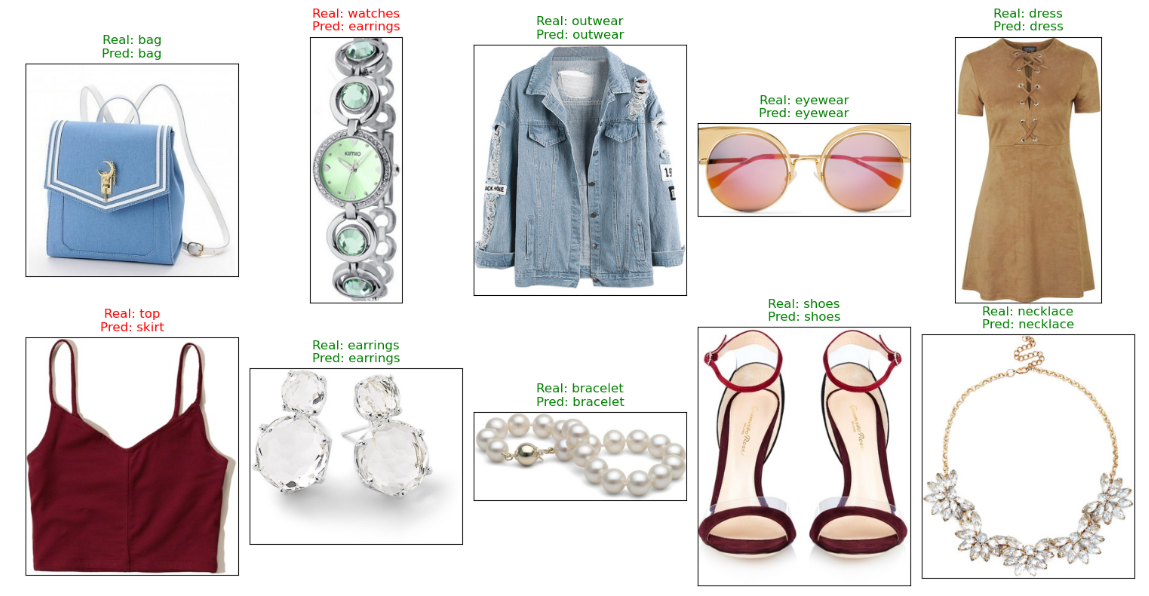 Real: bag
Pred: bag
Real: watches
Pred: earrings
KIMIO
Real: outwear
Pred: outwear
Real: eyewear
Pred: eyewear
Real: dress
Pred: dress
Real: top
Pred: skirt
Real: earrings
Pred: earrings
Real: bracelet
Pred: bracelet
Real: shoes
Pred: shoes
Real: necklace
Pred: necklace